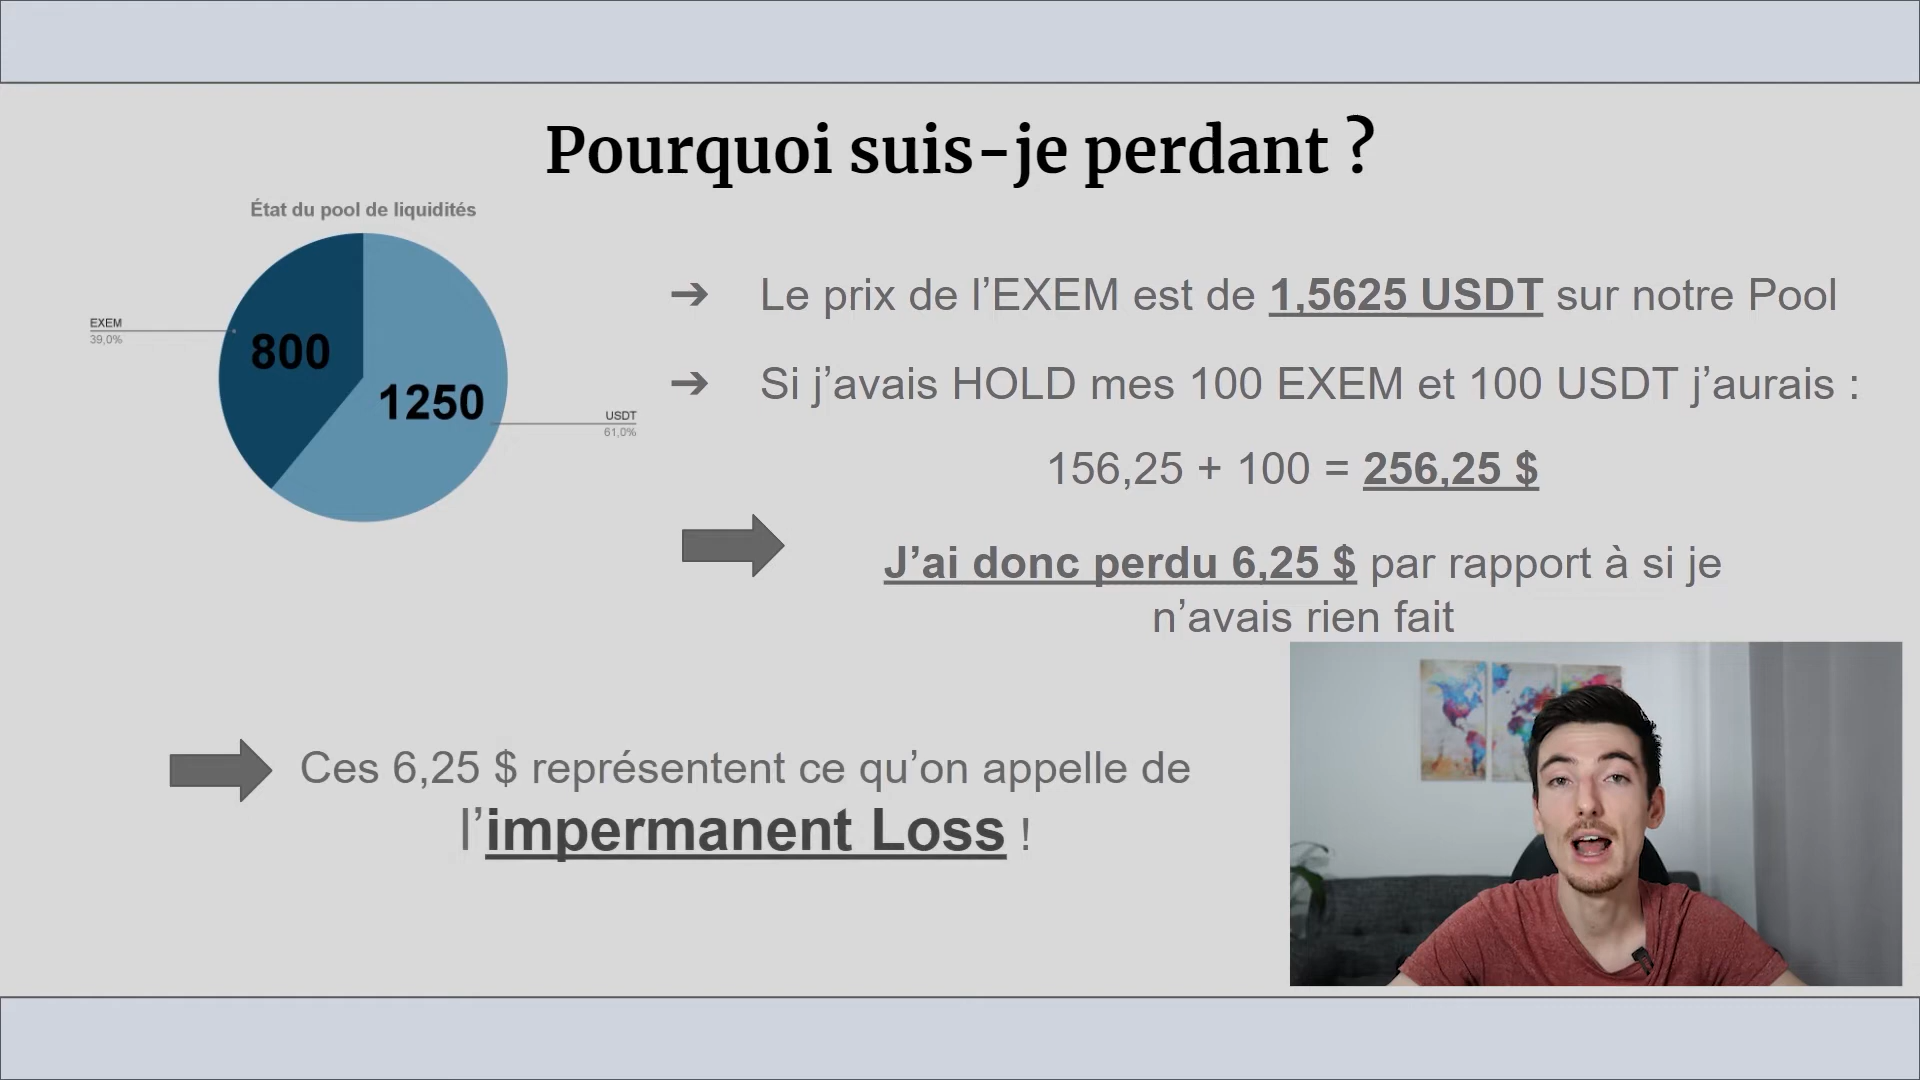 Pourquoi suis-je perdant ?
État du pool de liquidités
EXEM
39,0%
800
1250
USDT
61,0%
➔ Le prix de l’EXEM est de 1,5625 USDT sur notre Pool
➔ Si j’avais HOLD mes 100 EXEM et 100 USDT j’aurais :
156,25 + 100 = 256,25 $
J’ai donc perdu 6,25 $ par rapport à si je
n’avais rien fait
Ces 6,25 $ représentent ce qu’on appelle de
l’impermanent Loss !